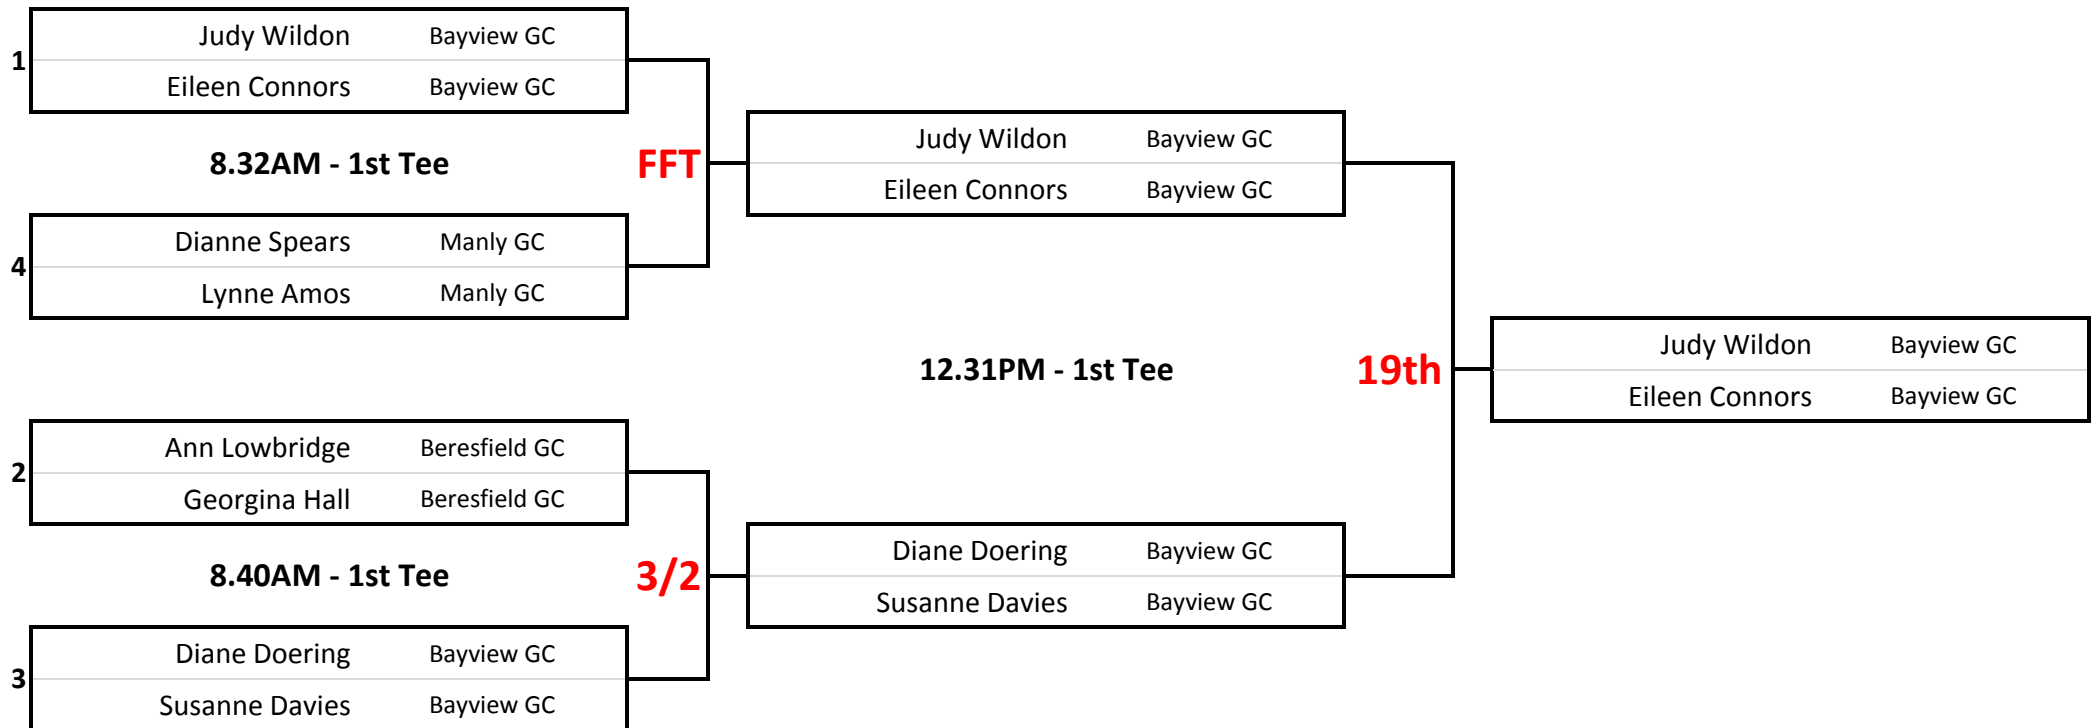 1
Judy Wildon Bayview GC
Eileen Connors Bayview GC
8.32AM - 1st Tee
FFT
4
Dianne Spears Manly GC
Lynne Amos Manly GC
2
Ann Lowbridge Beresfield GC
Georgina Hall Beresfield GC
8.40AM - 1st Tee
3/2
3
Diane Doering Bayview GC
Susanne Davies Bayview GC
Judy Wildon Bayview GC
Eileen Connors Bayview GC
12.31PM - 1st Tee
19th
Diane Doering Bayview GC
Susanne Davies Bayview GC
Judy Wildon Bayview GC
Eileen Connors Bayview GC